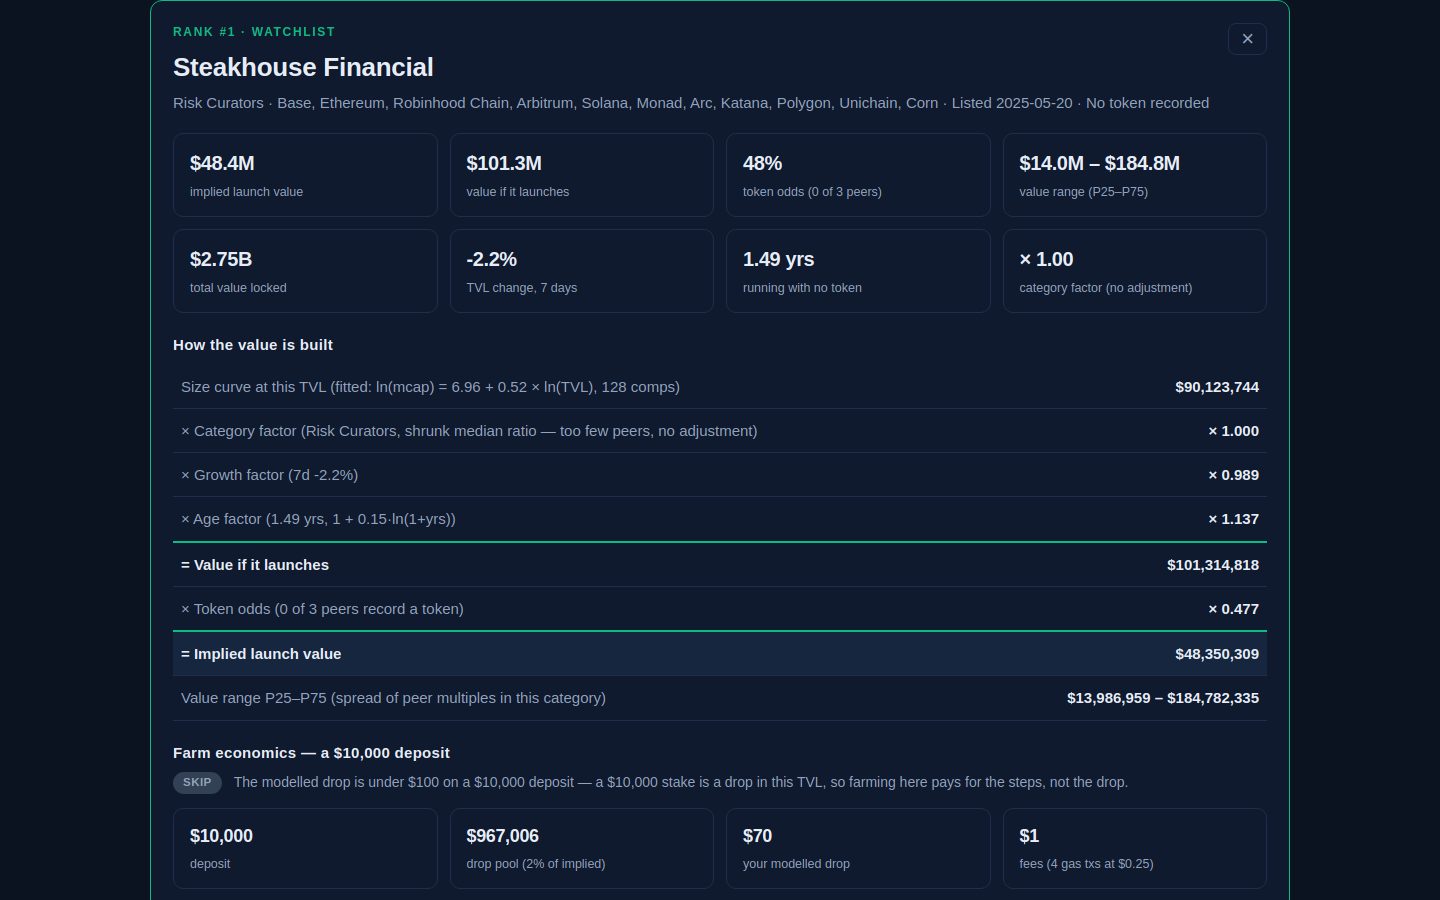 RANK #1 · WATCHLIST
×
Steakhouse Financial
Risk Curators · Base, Ethereum, Robinhood Chain, Arbitrum, Solana, Monad, Arc, Katana, Polygon, Unichain, Corn · Listed 2025-05-20 · No token recorded
$48.4M
implied launch value
$101.3M
value if it launches
48%
token odds (0 of 3 peers)
$14.0M – $184.8M
value range (P25–P75)
$2.75B
total value locked
-2.2%
TVL change, 7 days
1.49 yrs
running with no token
× 1.00
category factor (no adjustment)
How the value is built
Size curve at this TVL (fitted: ln(mcap) = 6.96 + 0.52 × ln(TVL), 128 comps) $90,123,744
× Category factor (Risk Curators, shrunk median ratio — too few peers, no adjustment) × 1.000
× Growth factor (7d -2.2%) × 0.989
× Age factor (1.49 yrs, 1 + 0.15·ln(1+yrs)) × 1.137
= Value if it launches $101,314,818
× Token odds (0 of 3 peers record a token) × 0.477
= Implied launch value $48,350,309
Value range P25–P75 (spread of peer multiples in this category) $13,986,959 – $184,782,335
Farm economics — a $10,000 deposit
SKIP The modelled drop is under $100 on a $10,000 deposit — a $10,000 stake is a drop in this TVL, so farming here pays for the steps, not the drop.
$10,000
deposit
$967,006
drop pool (2% of implied)
$70
your modelled drop
$1
fees (4 gas txs at $0.25)